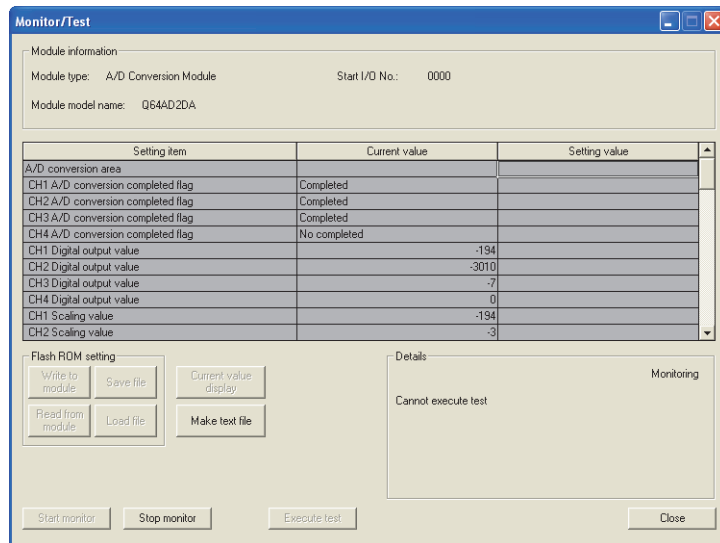 Monitor/Test
Module information
Module type: A/D Conversion Module Start I/O No.: 0000
Module model name: Q64AD2DA
Setting item Current value Setting value
A/D conversion area
CH1 A/D conversion completed flag Completed
CH2 A/D conversion completed flag Completed
CH3 A/D conversion completed flag Completed
CH4 A/D conversion completed flag No completed
CH1 Digital output value -194
CH2 Digital output value -3010
CH3 Digital output value -7
CH4 Digital output value 0
CH1 Scaling value -194
CH2 Scaling value -3
Flash ROM setting
Write to
module
Save file
Current value
display
Read from
module
Load file
Make text file
Details
Monitoring
Cannot execute test
Start monitor Stop monitor Execute test Close